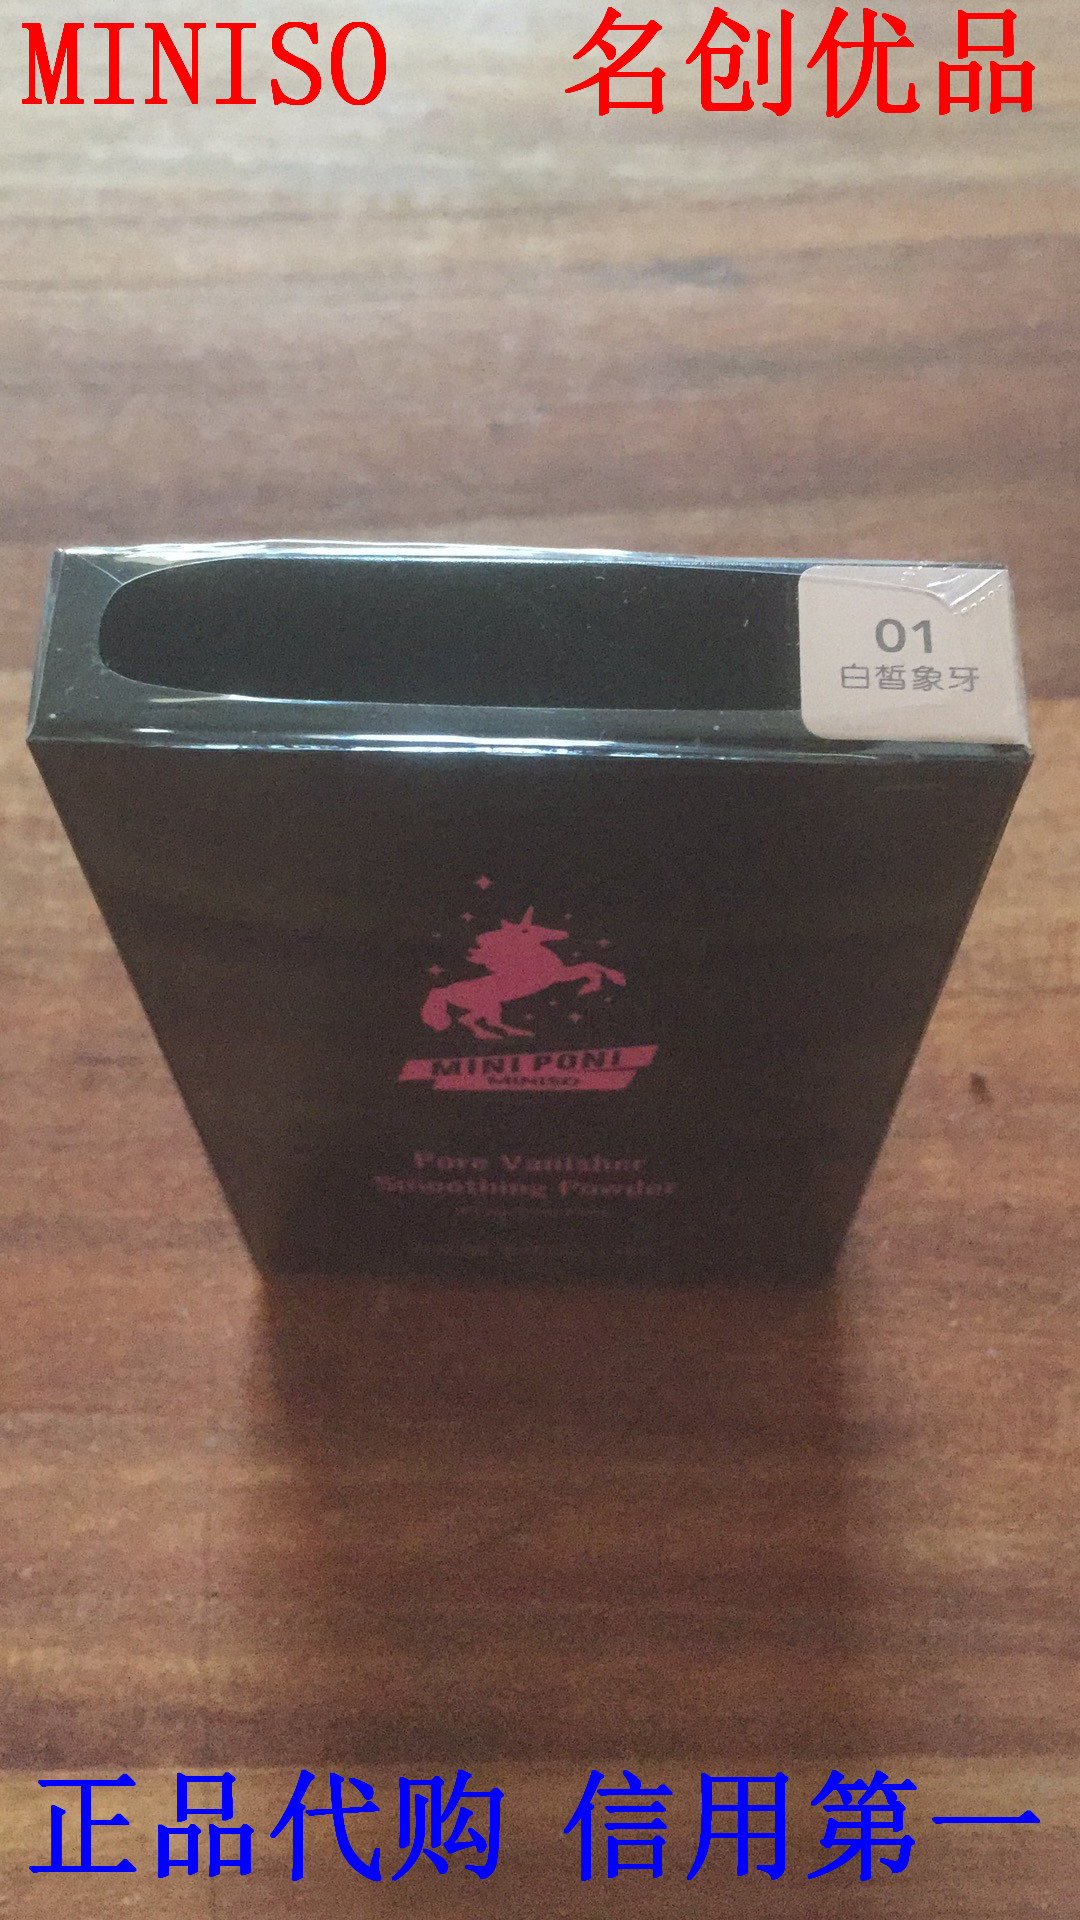 MINISO 名创优品
01
白皙象牙
MINI PONI
MINISO
Pore Vanisher
Smoothing Powder
正品代购 信用第一